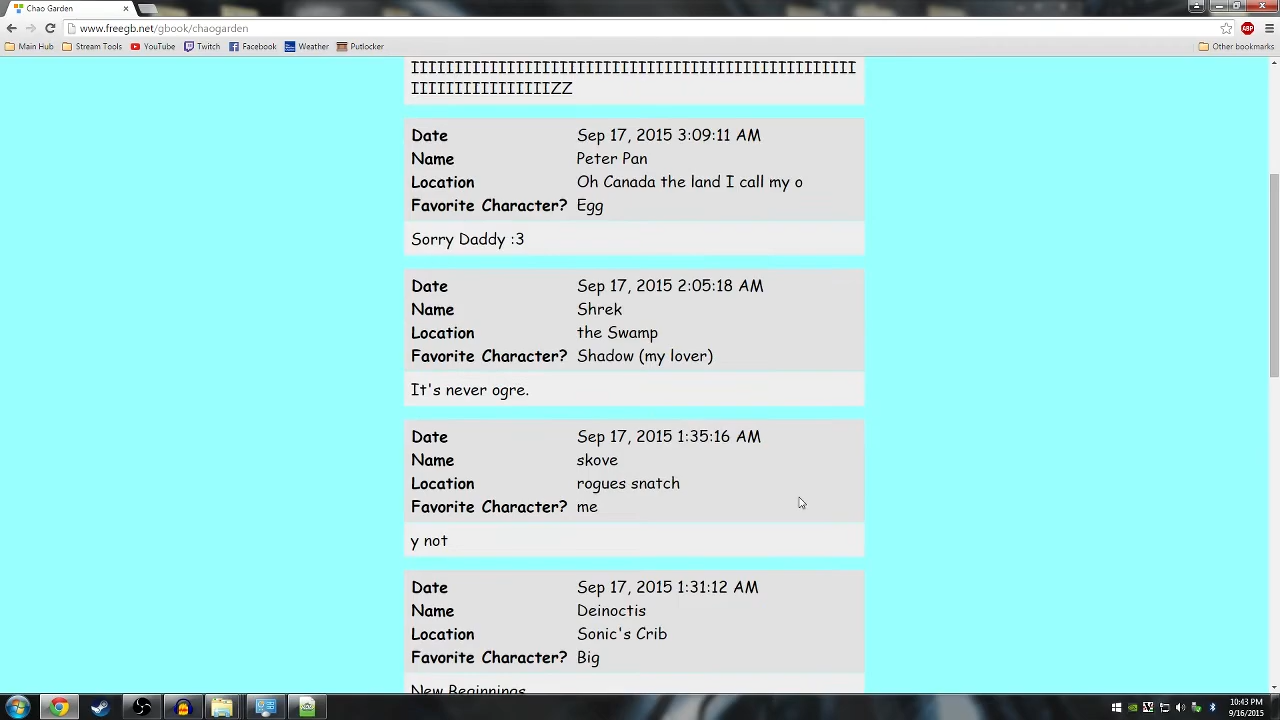 Chao Garden
www.freegb.net/gbook/chaogarden
Main Hub Stream Tools YouTube Twitch Facebook Weather Putlocker Other bookmarks
IIIIIIIIIIIIIIIIIIIIIIIIIIIIIIIIIIIIIIIIIIIIIIIIIII
IIIIIIIIIIIIIIIIZZ
Date Sep 17, 2015 3:09:11 AM
Name Peter Pan
Location Oh Canada the land I call my o
Favorite Character? Egg
Sorry Daddy :3
Date Sep 17, 2015 2:05:18 AM
Name Shrek
Location the Swamp
Favorite Character? Shadow (my lover)
It's never ogre.
Date Sep 17, 2015 1:35:16 AM
Name skove
Location rogues snatch
Favorite Character? me
y not
Date Sep 17, 2015 1:31:12 AM
Name Deinoctis
Location Sonic's Crib
Favorite Character? Big
New Beginnings
10:43 PM
9/16/2015